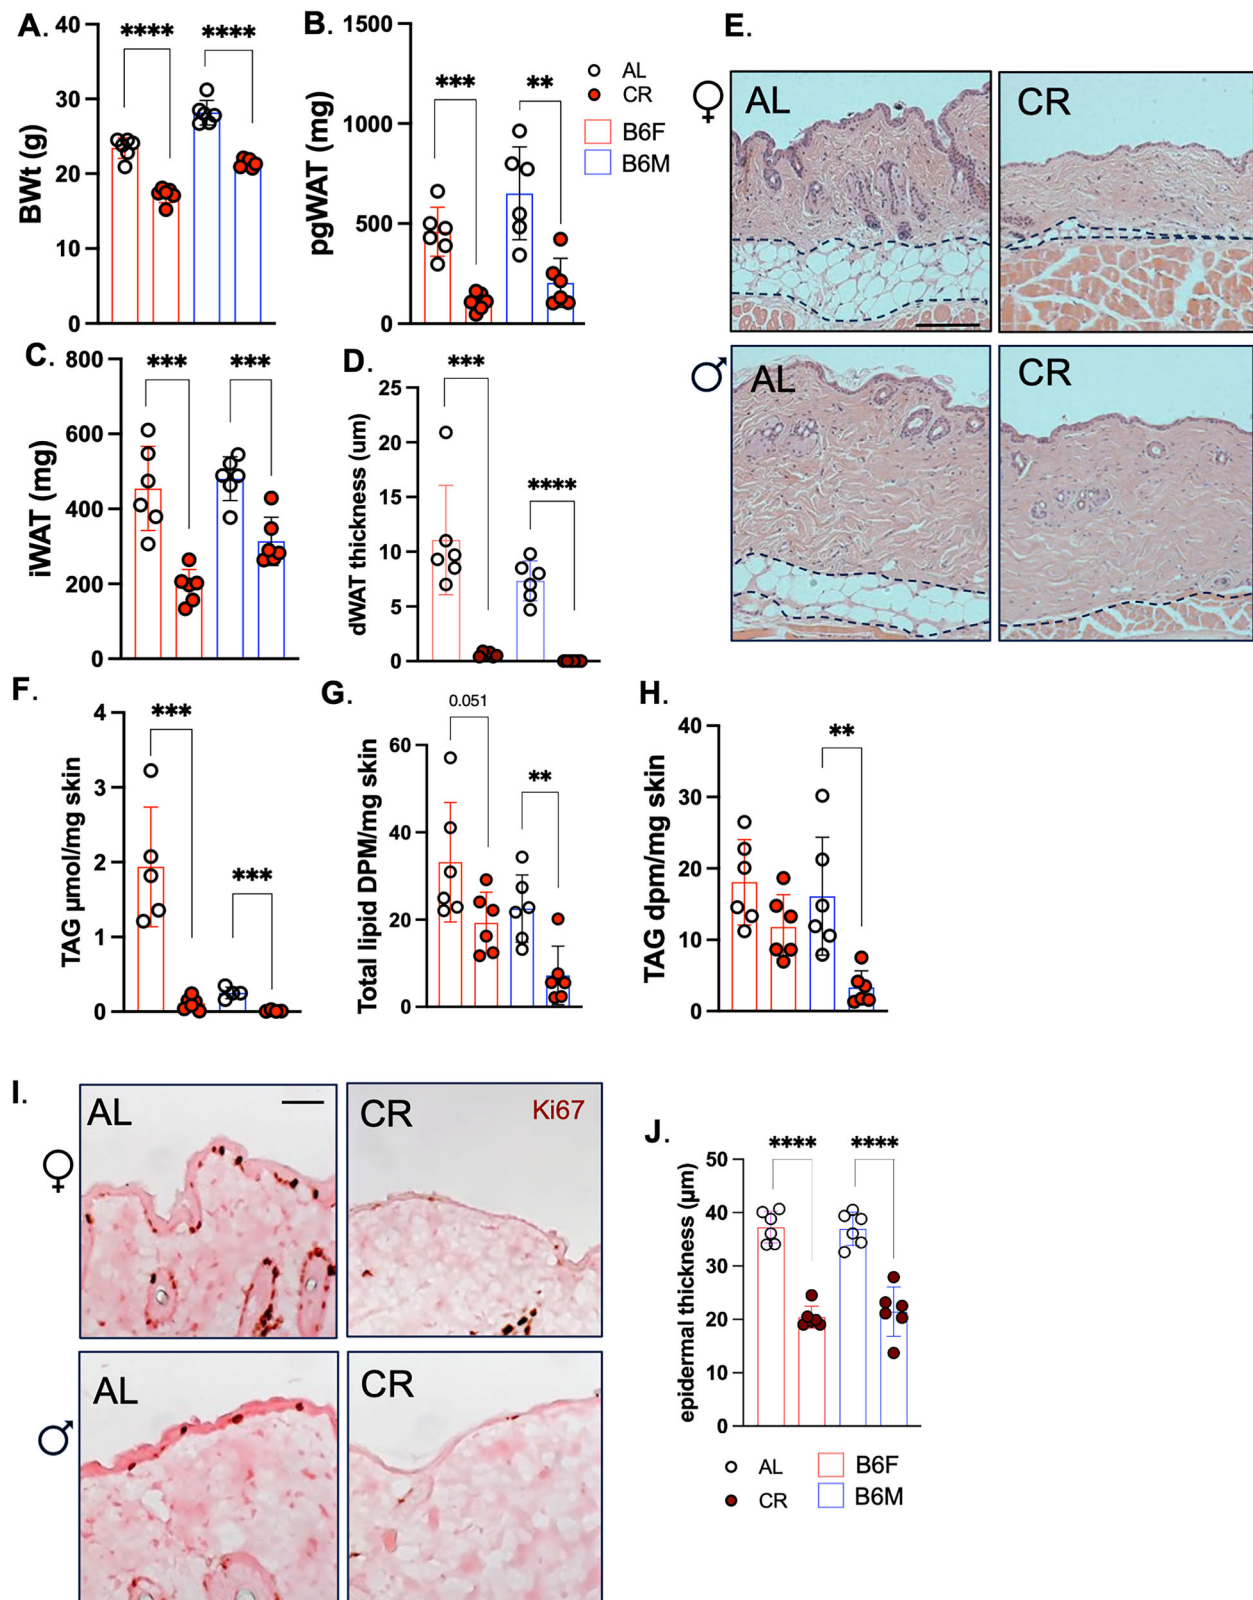 A.
BWt (g)
40
30
20
10
0
****
****
B.
pgWAT (mg)
1500
1000
500
0
***
**
AL
CR
B6F
B6M
C.
iWAT (mg)
800
600
400
200
0
***
***
D.
dWAT thickness (um)
25
20
15
10
5
0
***
****
E.
♀
AL
CR
♂
AL
CR
F.
TAG µmol/mg skin
4
3
2
1
0
***
***
G.
Total lipid DPM/mg skin
60
40
20
0
0.051
**
H.
TAG dpm/mg skin
40
30
20
10
0
**
I.
♀
AL
CR
Ki67
♂
AL
CR
J.
epidermal thickness (µm)
50
40
30
20
10
0
****
****
AL
CR
B6F
B6M